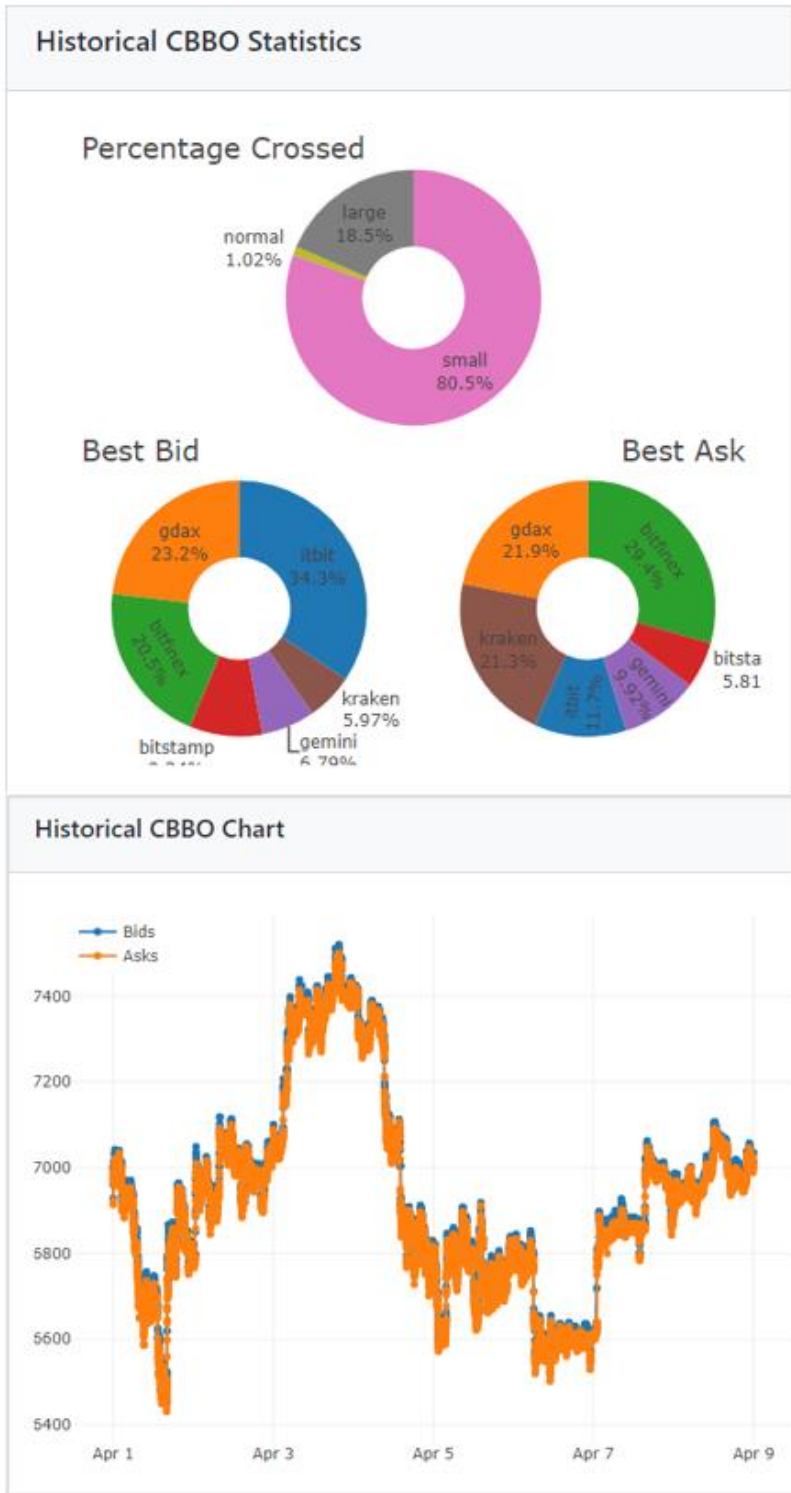 Historical CBBO Statistics
Percentage Crossed
large
18.5%
normal
1.02%
small
80.5%
Best Bid
gdax
23.2%
itbit
34.3%
bitfinex
20.5%
kraken
5.97%
bitstamp
gemini
6.79%
Best Ask
gdax
21.9%
bitfinex
29.4%
kraken
21.3%
bitsta
5.81
gemini
9.92%
itbit
11.7%
Historical CBBO Chart
Bids
Asks
7400
7200
7000
5800
5600
5400
Apr 1
Apr 3
Apr 5
Apr 7
Apr 9